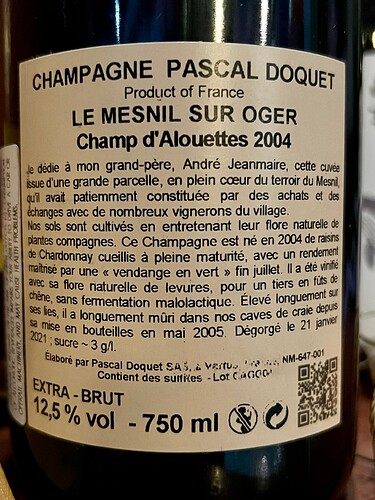 CHAMPAGNE PASCAL DOQUET
Product of France
LE MESNIL SUR OGER
Champ d'Alouettes 2004
Je dédie à mon grand-père, André Jeanmaire, cette cuvée
issue d'une grande parcelle, en plein cœur du terroir du Mesnil,
qu'il avait patiemment constituée par des achats et des
échanges avec de nombreux vignerons du village.
Nos sols sont cultivés en entretenant leur flore naturelle de
plantes compagnes. Ce Champagne est né en 2004 de raisins
de Chardonnay cueillis à pleine maturité, avec un rendement
maîtrisé par une « vendange en vert » fin juillet. Il a été vinifié
avec sa flore naturelle de levures, pour un tiers en fûts de
chêne, sans fermentation malolactique. Élevé longuement sur
ses lies, il a longuement mûri dans nos caves de craie depuis
sa mise en bouteilles en mai 2005. Dégorgé le 21 janvier
2021 ; sucre ~ 3 g/l.
Élaboré par Pascal Doquet SAS, à Vertus, NM-647-001
Contient des sulfites - Lot
EXTRA - BRUT
12,5 % vol - 750 ml